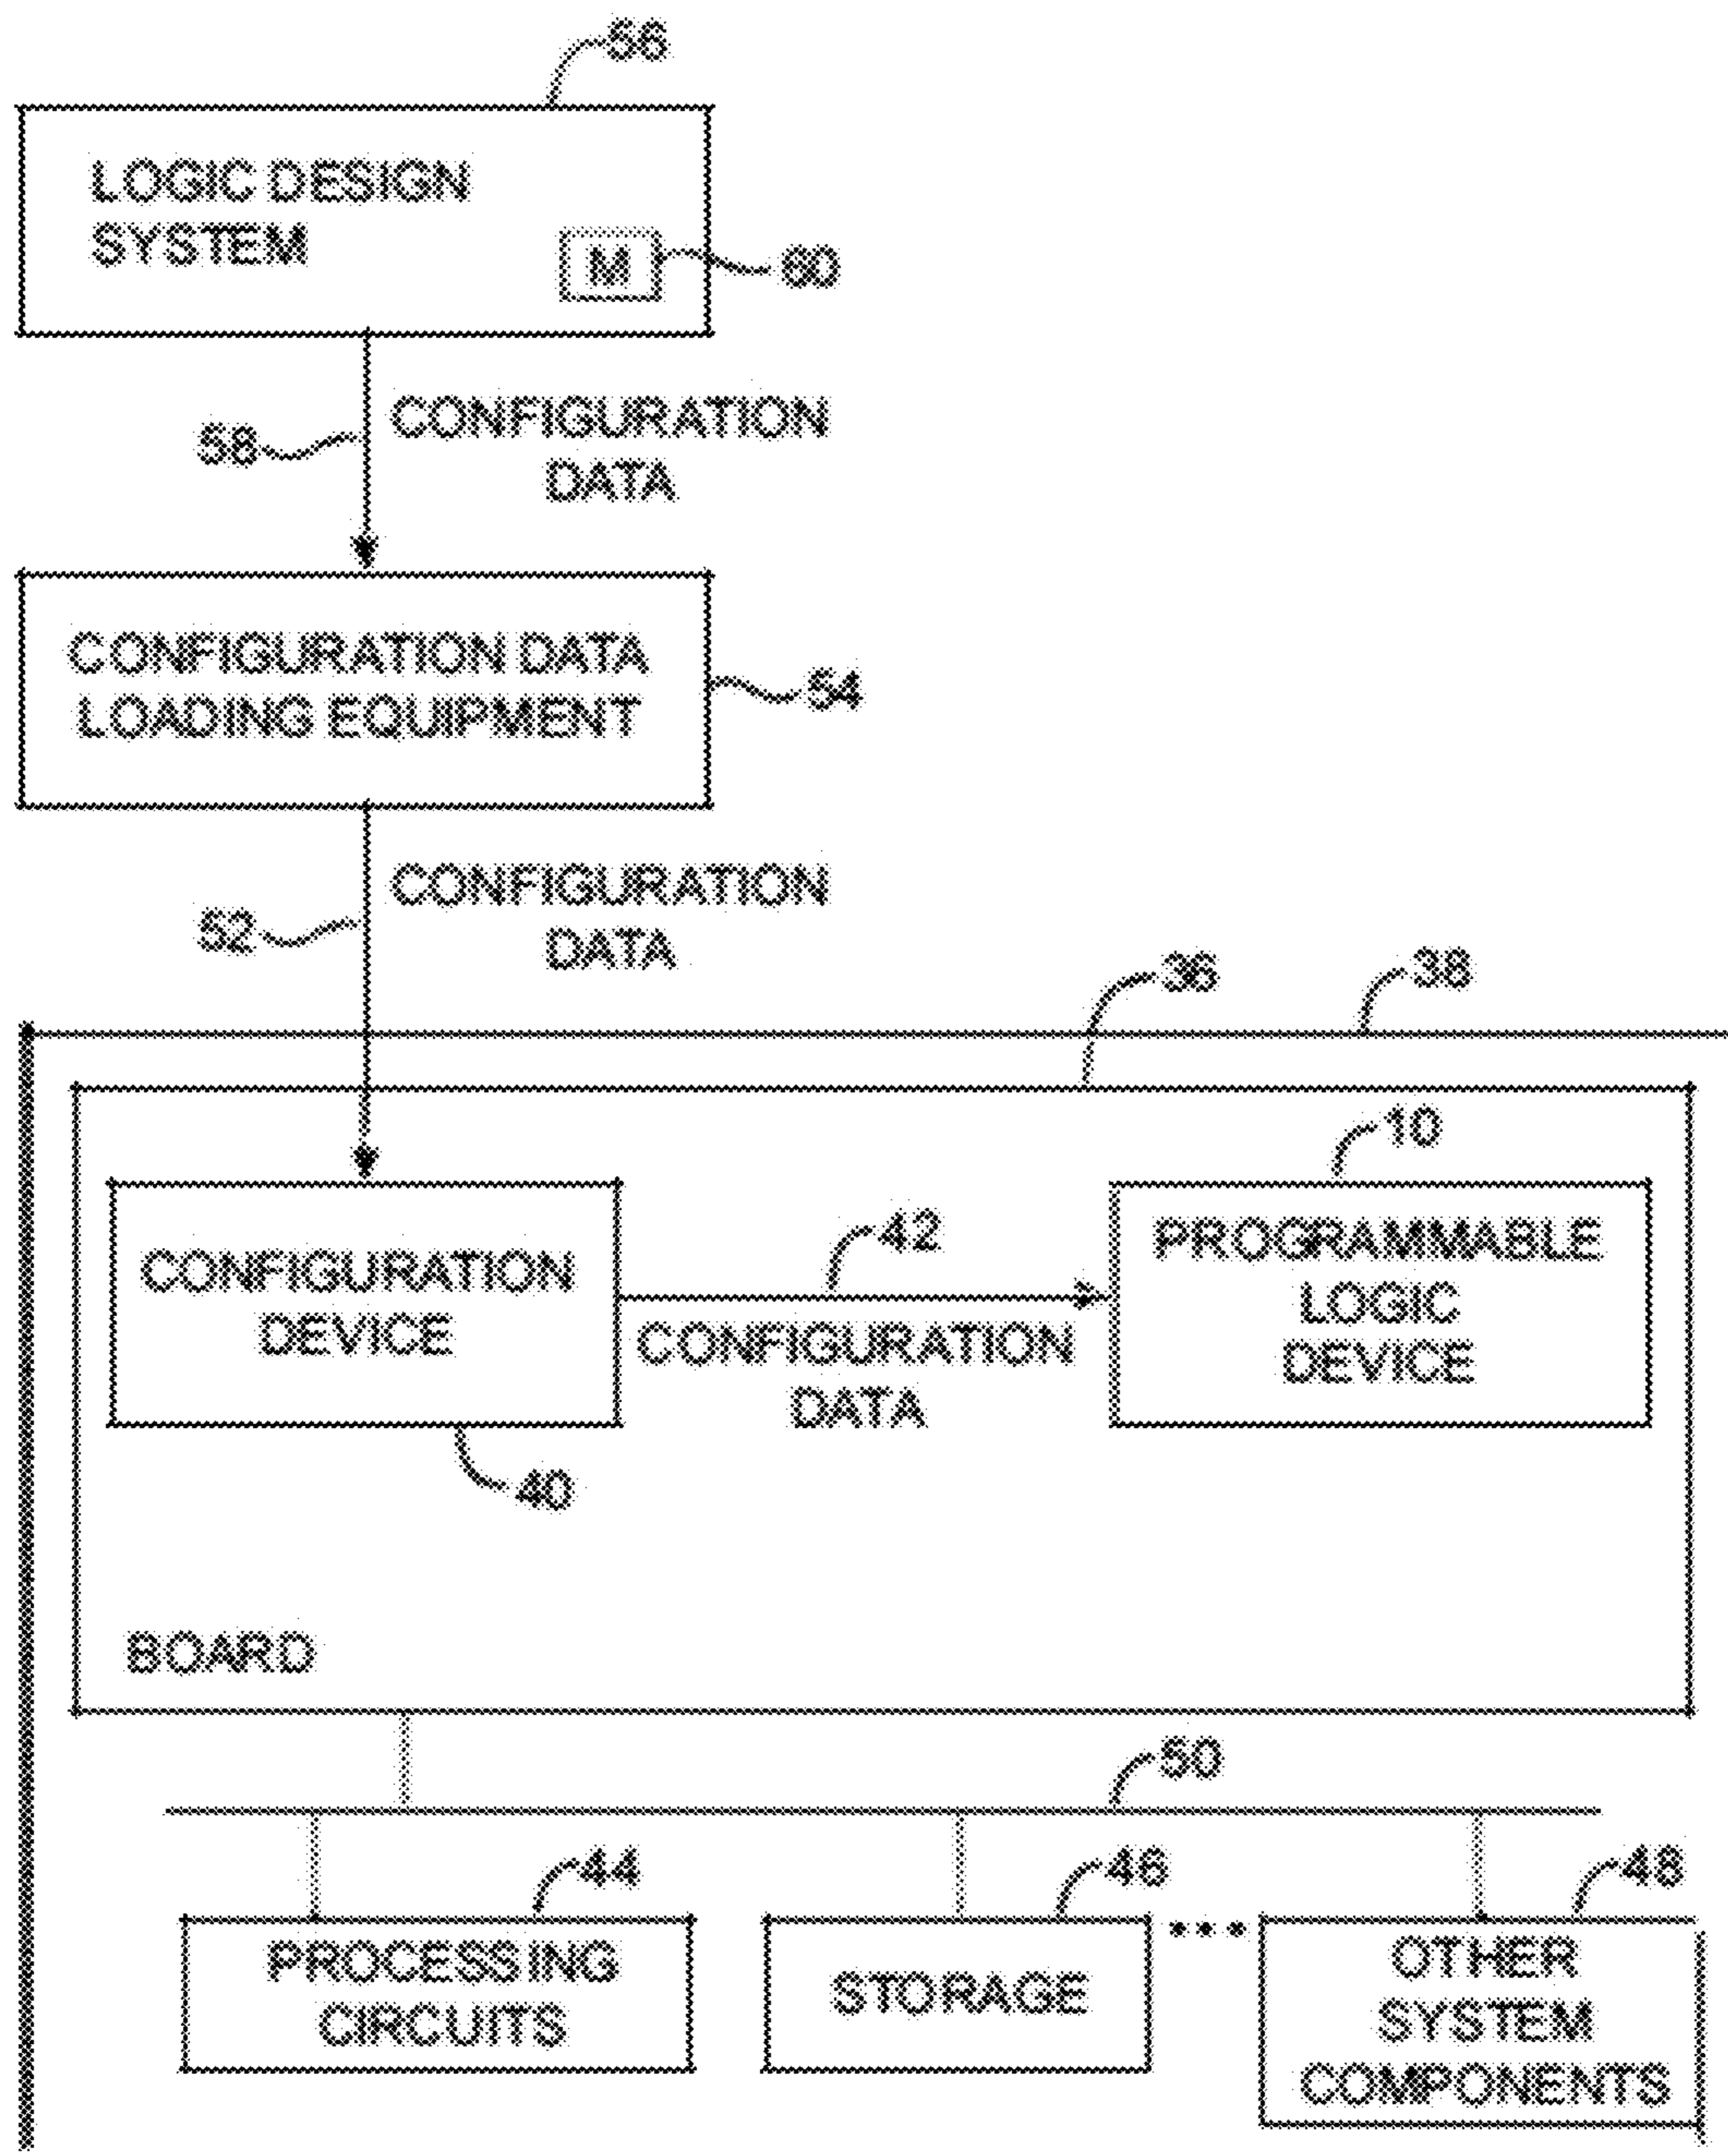 56
LOGIC DESIGN
SYSTEM
M
60
58
CONFIGURATION
DATA
CONFIGURATION DATA
LOADING EQUIPMENT
54
52
CONFIGURATION
DATA
36
38
10
CONFIGURATION
DEVICE
42
CONFIGURATION
DATA
PROGRAMMABLE
LOGIC
DEVICE
40
BOARD
50
44
46
48
PROCESSING
CIRCUITS
STORAGE
...
OTHER
SYSTEM
COMPONENTS